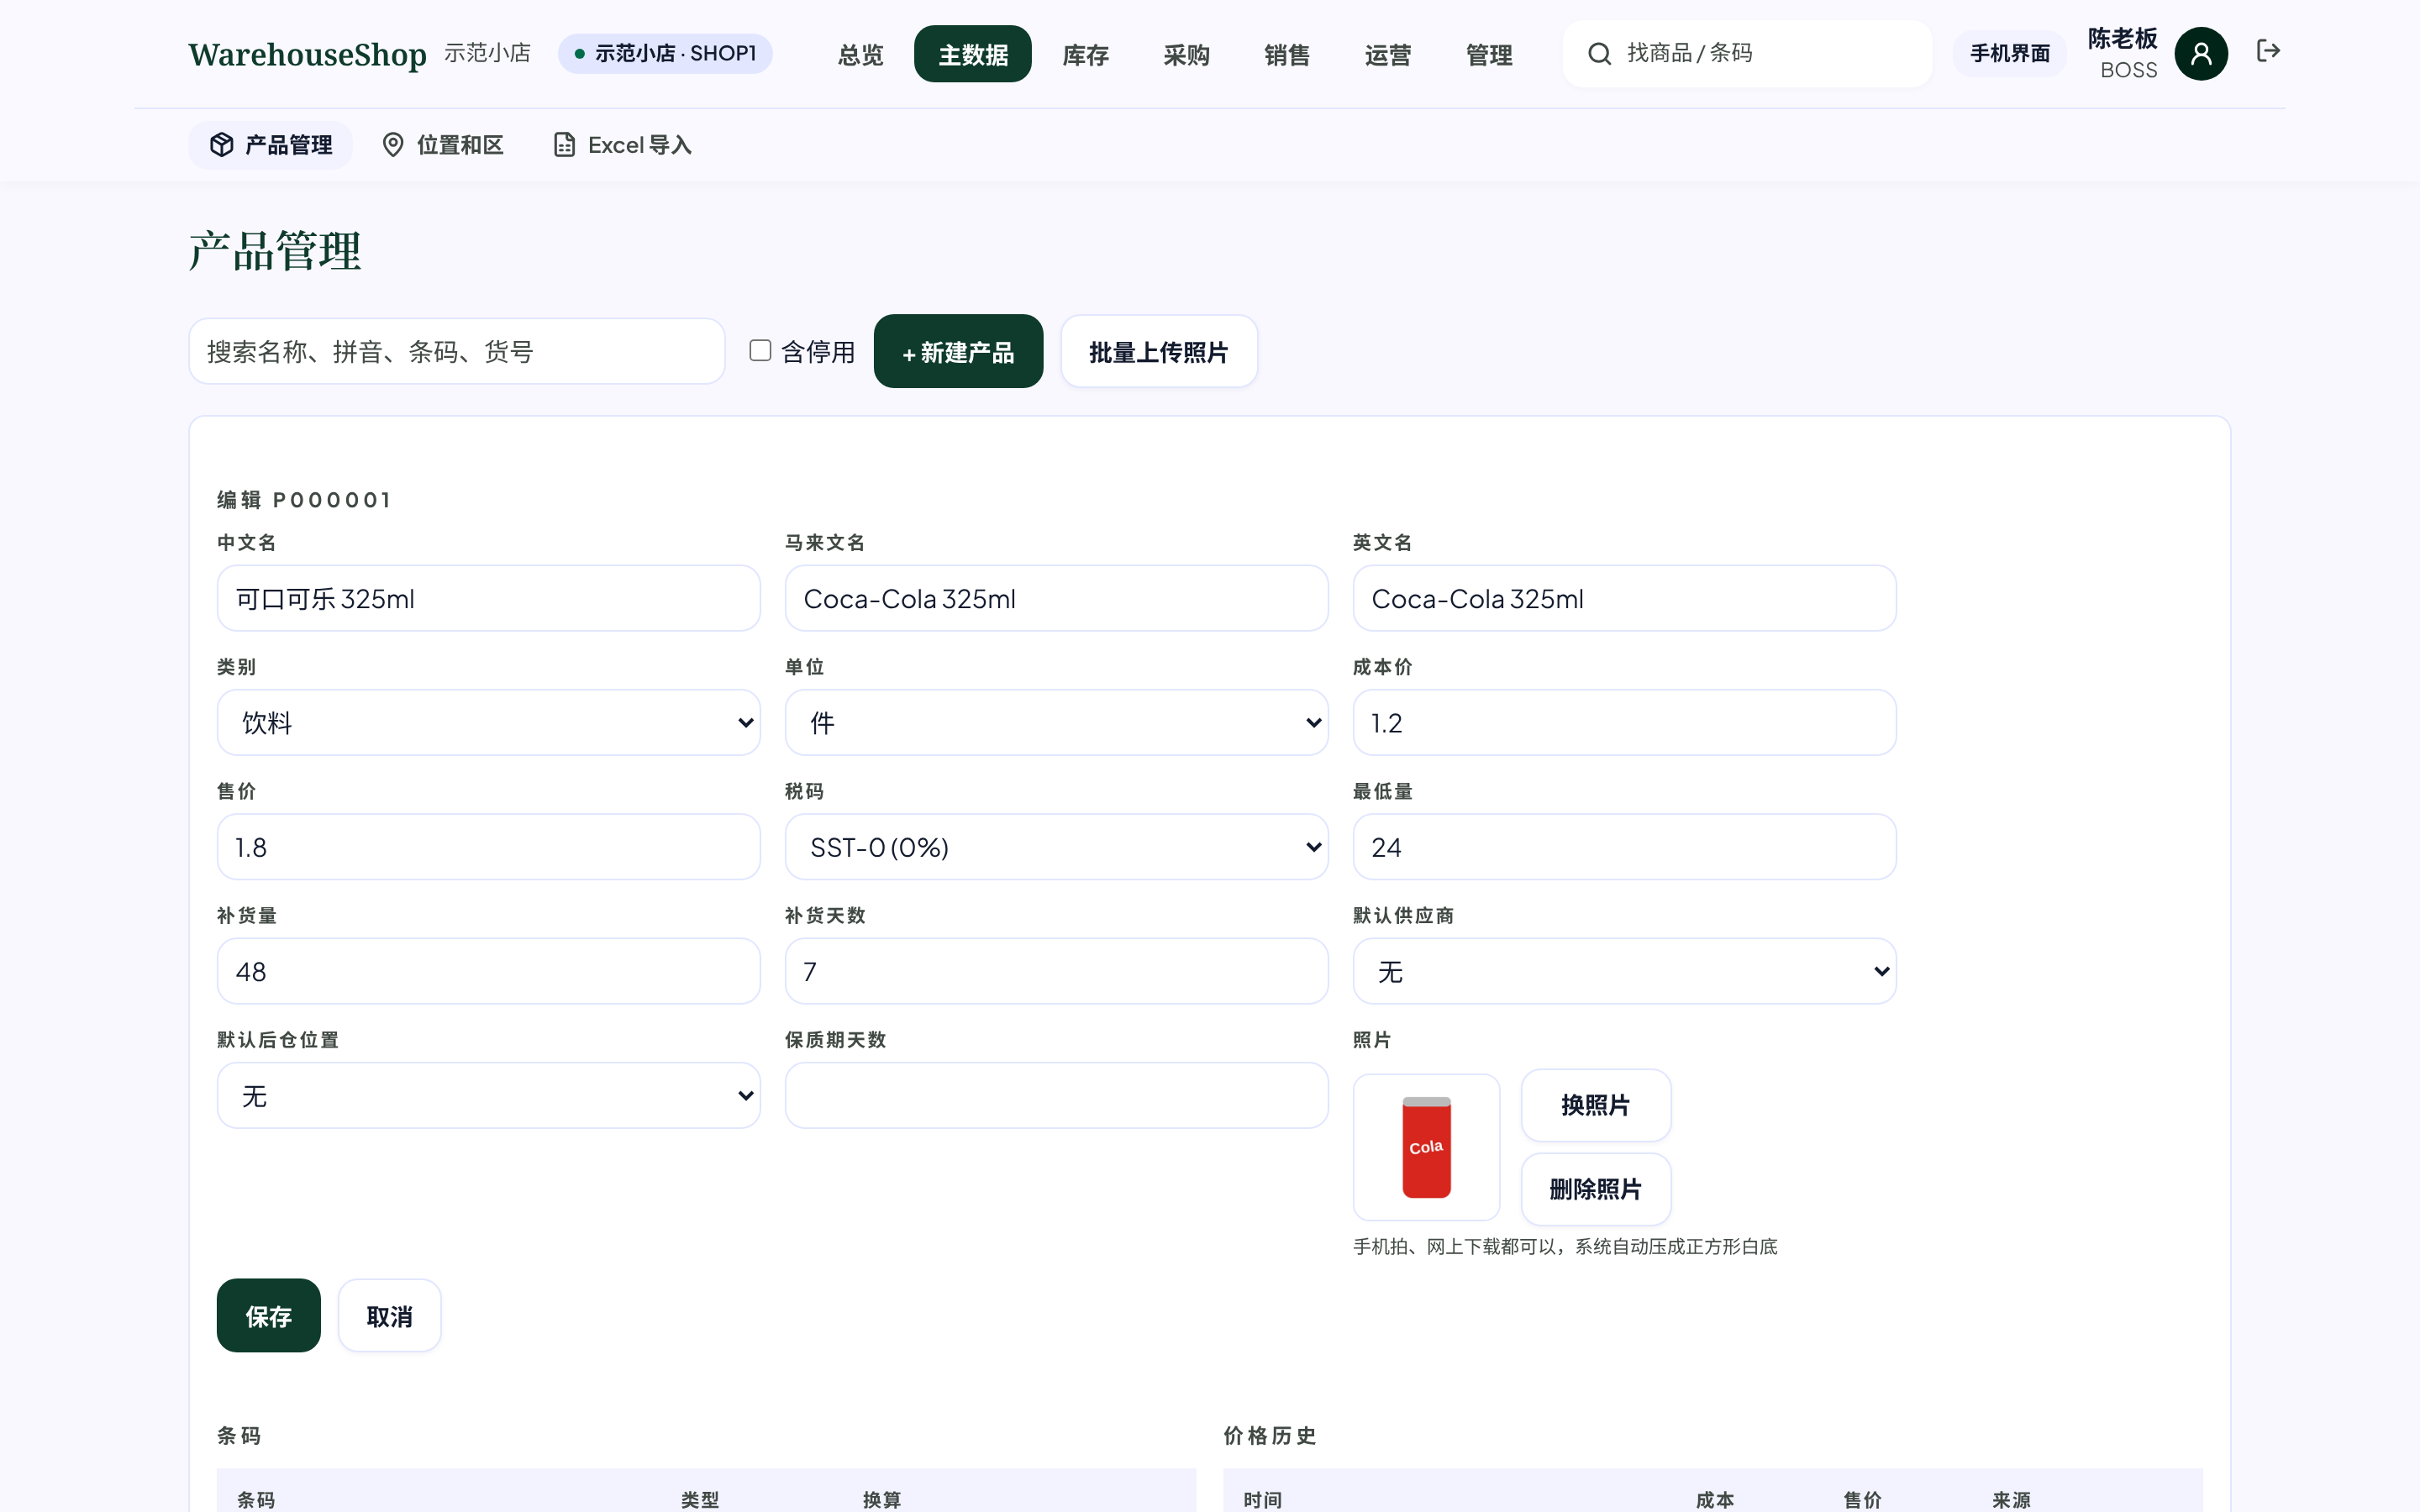 WarehouseShop 示范小店 示范小店 · SHOP1 总览 主数据 库存 采购 销售 运营 管理 找商品 / 条码 手机界面 陈老板
BOSS
产品管理 位置和区 Excel 导入
产品管理
搜索名称、拼音、条码、货号 含停用 + 新建产品 批量上传照片
编辑 P000001
中文名 马来文名 英文名
可口可乐 325ml Coca-Cola 325ml Coca-Cola 325ml
类别 单位 成本价
饮料 件 1.2
售价 税码 最低量
1.8 SST-0 (0%) 24
补货量 补货天数 默认供应商
48 7 无
默认后仓位置 保质期天数 照片
无 换照片
Cola
删除照片
手机拍、网上下载都可以，系统自动压成正方形白底
保存 取消
条码 价格历史
条码 类型 换算 时间 成本 售价 来源